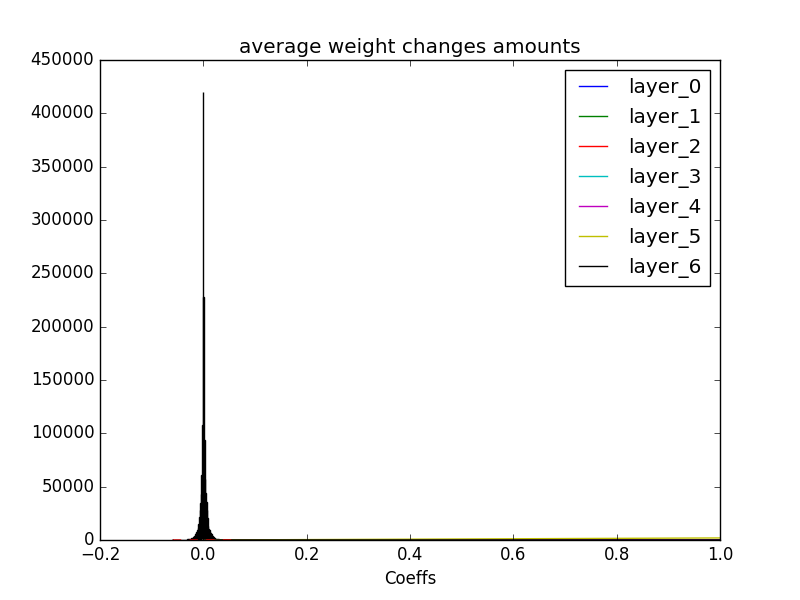 average weight changes amounts
450000
400000
350000
300000
250000
200000
150000
100000
50000
0
layer_0
layer_1
layer_2
layer_3
layer_4
layer_5
layer_6
−0.2 0.0 0.2 0.4 0.6 0.8 1.0
Coeffs